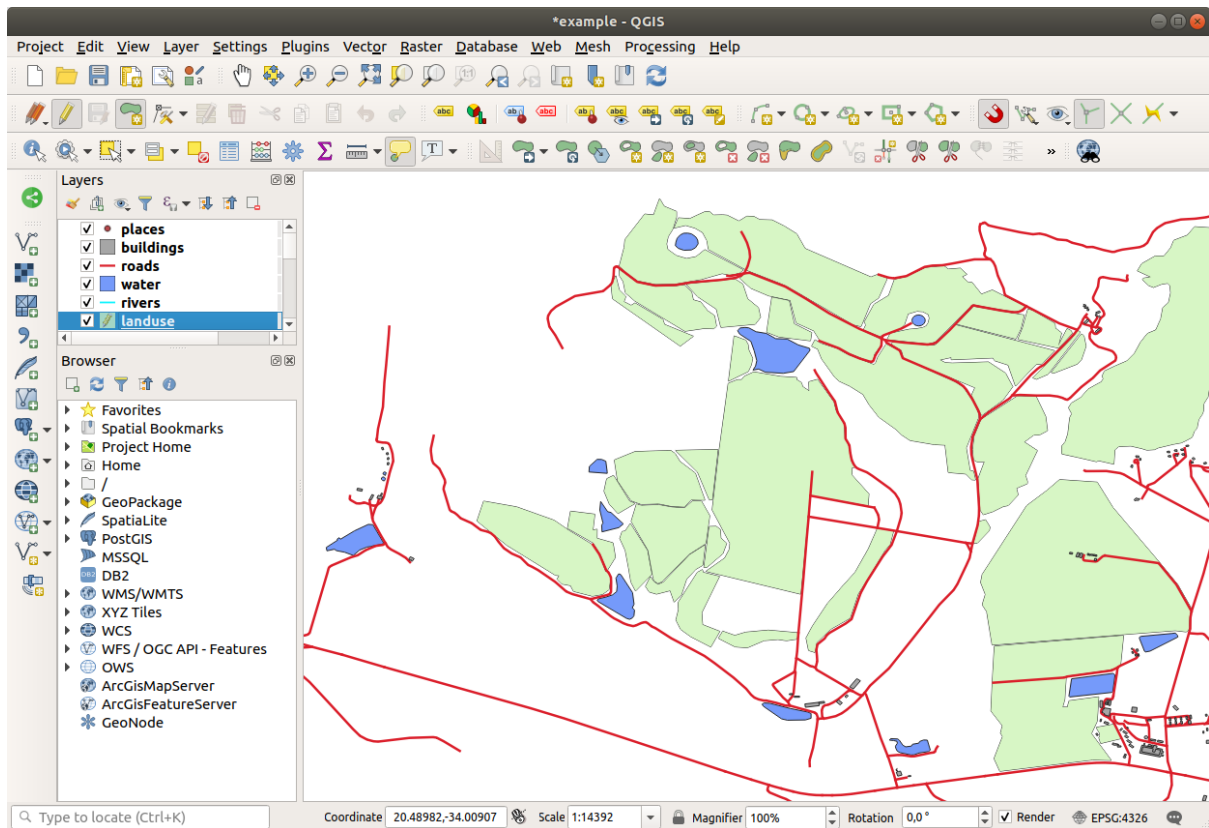 *example - QGIS
Project Edit View Layer Settings Plugins Vector Raster Database Web Mesh Processing Help
Layers
places
buildings
roads
water
rivers
landuse
Browser
Favorites
Spatial Bookmarks
Project Home
Home
/
GeoPackage
SpatiaLite
PostGIS
MSSQL
DB2
WMS/WMTS
XYZ Tiles
WCS
WFS / OGC API - Features
OWS
ArcGisMapServer
ArcGisFeatureServer
GeoNode
Type to locate (Ctrl+K) Coordinate 20.48982,-34.00907 Scale 1:14392 Magnifier 100% Rotation 0,0 ° Render EPSG:4326